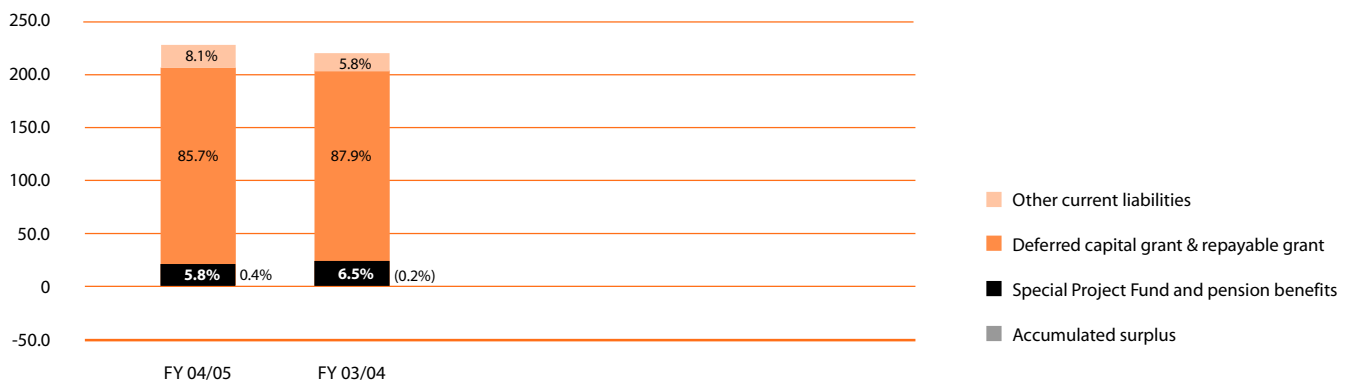 250.0
200.0
150.0
100.0
50.0
0
-50.0
8.1%
85.7%
5.8% 0.4%
5.8%
87.9%
6.5% (0.2%)
FY 04/05 FY 03/04
Other current liabilities
Deferred capital grant & repayable grant
Special Project Fund and pension benefits
Accumulated surplus